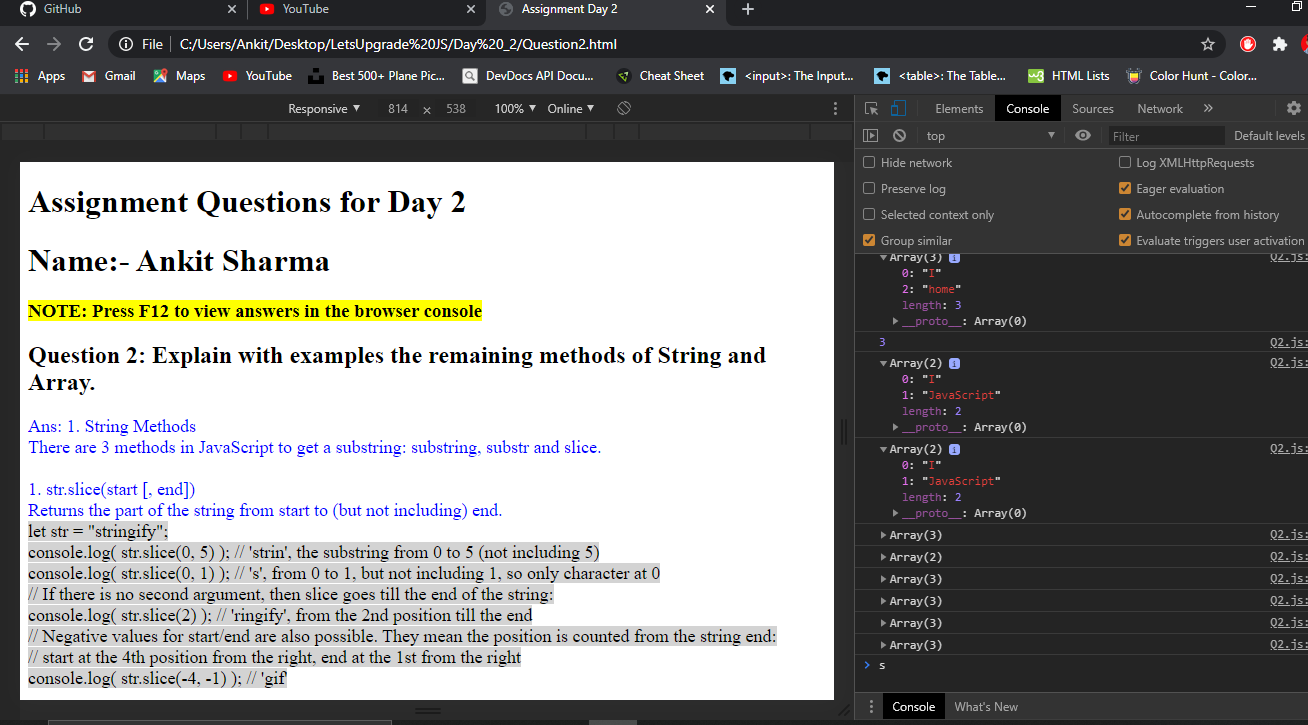 GitHub
YouTube
Assignment Day 2
File
C:/Users/Ankit/Desktop/LetsUpgrade%20JS/Day%20_2/Question2.html
Apps
Gmail
Maps
YouTube
Best 500+ Plane Pic...
DevDocs API Docu...
Cheat Sheet
<input>: The Input...
<table>: The Table...
HTML Lists
Color Hunt - Color...
Responsive ▼ 814 × 538 100% ▼ Online ▼
Assignment Questions for Day 2
Name:- Ankit Sharma
NOTE: Press F12 to view answers in the browser console
Question 2: Explain with examples the remaining methods of String and
Array.
Ans: 1. String Methods
There are 3 methods in JavaScript to get a substring: substring, substr and slice.
1. str.slice(start [, end])
Returns the part of the string from start to (but not including) end.
let str = "stringify";
console.log( str.slice(0, 5) ); // 'strin', the substring from 0 to 5 (not including 5)
console.log( str.slice(0, 1) ); // 's', from 0 to 1, but not including 1, so only character at 0
// If there is no second argument, then slice goes till the end of the string:
console.log( str.slice(2) ); // 'ringify', from the 2nd position till the end
// Negative values for start/end are also possible. They mean the position is counted from the string end:
// start at the 4th position from the right, end at the 1st from the right
console.log( str.slice(-4, -1) ); // 'gif'
Elements Console Sources Network »
top ▼ Filter Default levels
Hide network
Log XMLHttpRequests
Preserve log
Eager evaluation
Selected context only
Autocomplete from history
Group similar
Evaluate triggers user activation
▼Array(3) i Q2.js:
0: "I"
2: "home"
length: 3
▶__proto__: Array(0)
3 Q2.js:
▼Array(2) i Q2.js:
0: "I"
1: "JavaScript"
length: 2
▶__proto__: Array(0)
▼Array(2) i Q2.js:
0: "I"
1: "JavaScript"
length: 2
▶__proto__: Array(0)
▶Array(3) Q2.js:
▶Array(2) Q2.js:
▶Array(3) Q2.js:
▶Array(3) Q2.js:
▶Array(3) Q2.js:
▶Array(3) Q2.js:
> s
Console What's New